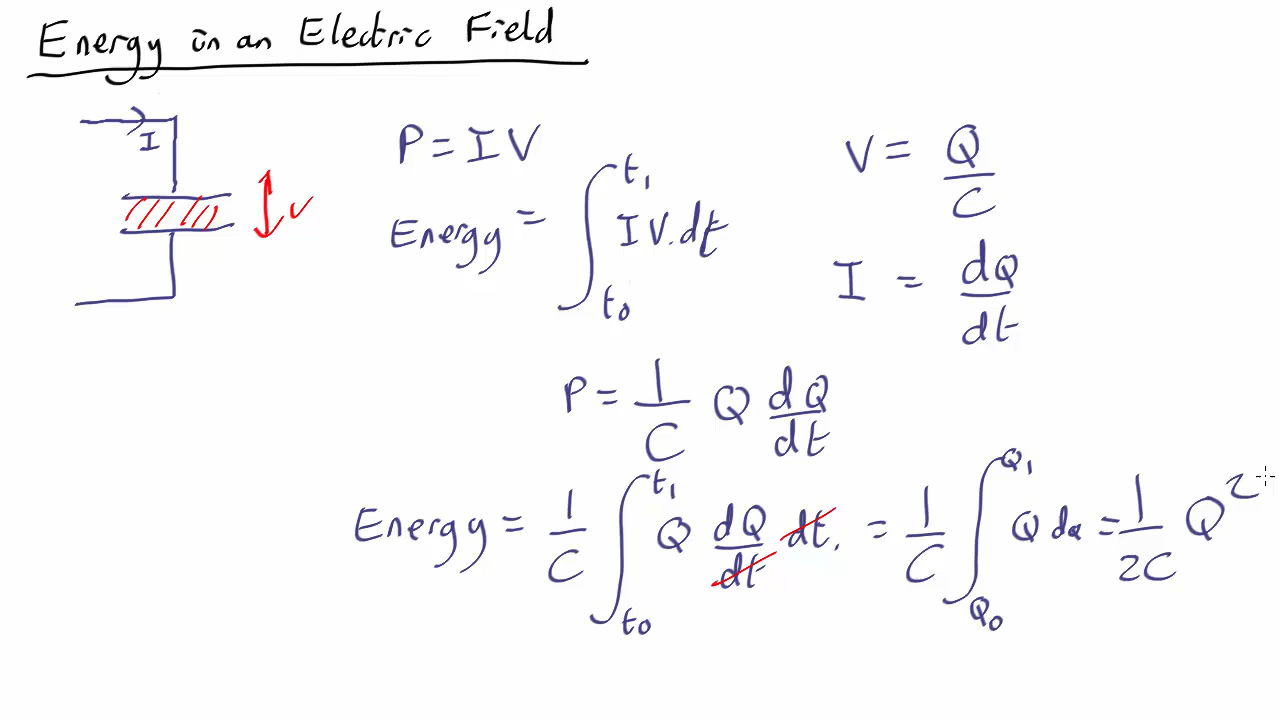 Energy in an Electric Field
I
V
P = IV
Energy = ∫_{t0}^{t1} IV.dt
V = Q/C
I = dQ/dt
P = 1/C Q dQ/dt
Energy = 1/C ∫_{t0}^{t1} Q dQ/dt dt. = 1/C ∫_{Q0}^{Q1} Q dQ = 1/2C Q^2